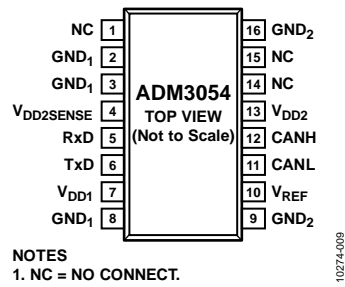 NC 1 16 GND2
GND1 2 15 NC
GND1 3 14 NC
ADM3054
TOP VIEW
(Not to Scale)
VDD2SENSE 4 13 VDD2
RxD 5 12 CANH
TxD 6 11 CANL
VDD1 7 10 VREF
GND1 8 9 GND2
NOTES
1. NC = NO CONNECT.
10274-009